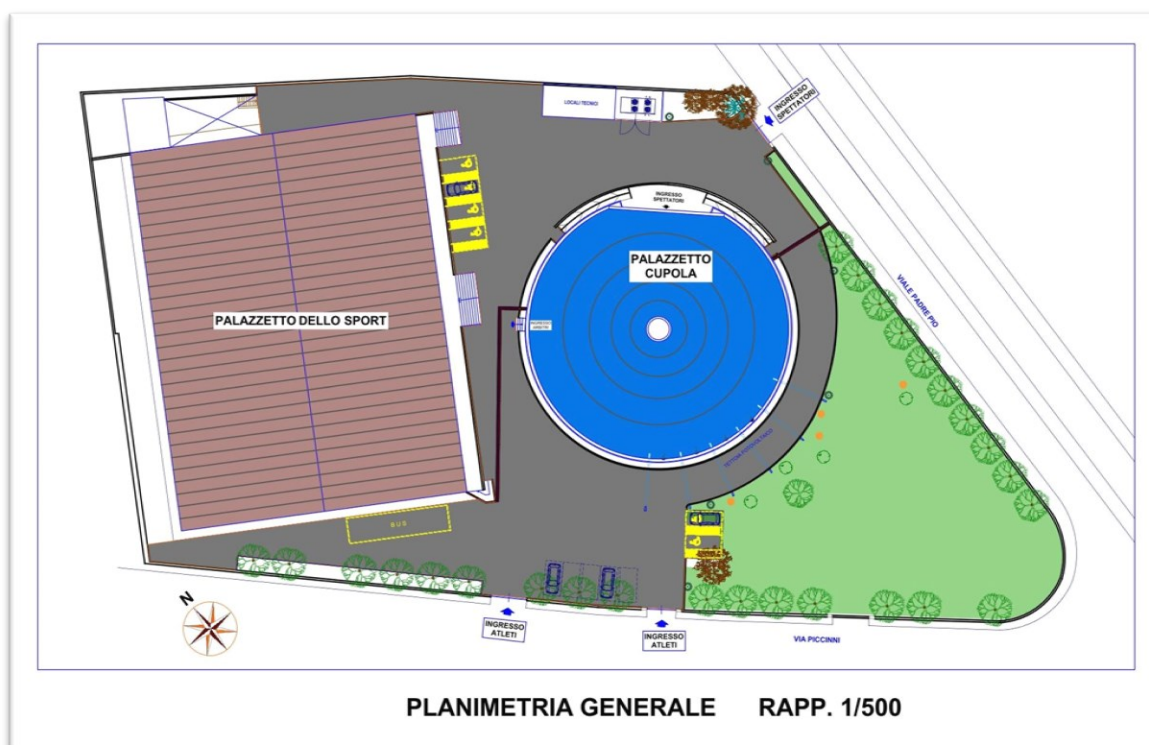 LOCALI TECNICI
INGRESSO
SPETTATORI
INGRESSO
SPETTATORI
PALAZZETTO
CUPOLA
VIALE PADRE PIO
PALAZZETTO DELLO SPORT
BUS
N
INGRESSO
ATLETI
INGRESSO
ATLETI
VIA PICCINNI
PLANIMETRIA GENERALE RAPP. 1/500